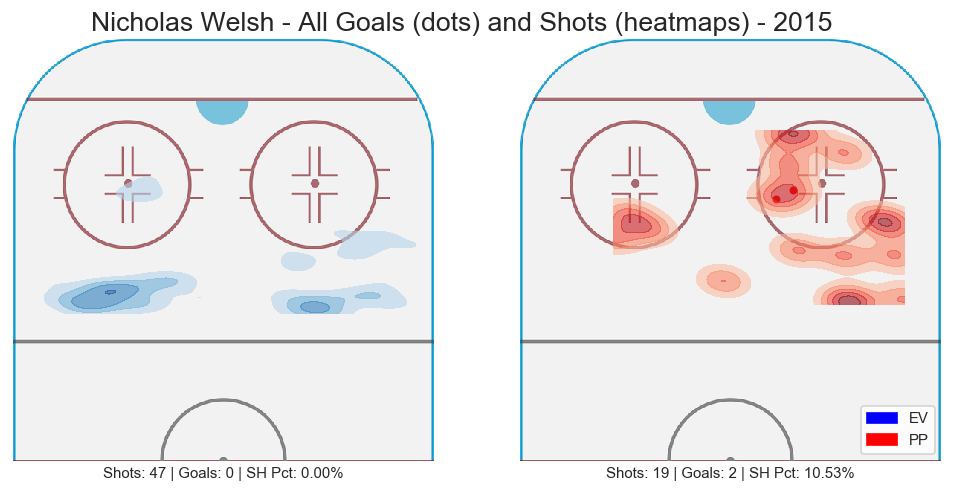 Nicholas Welsh - All Goals (dots) and Shots (heatmaps) - 2015
EV
PP
Shots: 47 | Goals: 0 | SH Pct: 0.00%
Shots: 19 | Goals: 2 | SH Pct: 10.53%